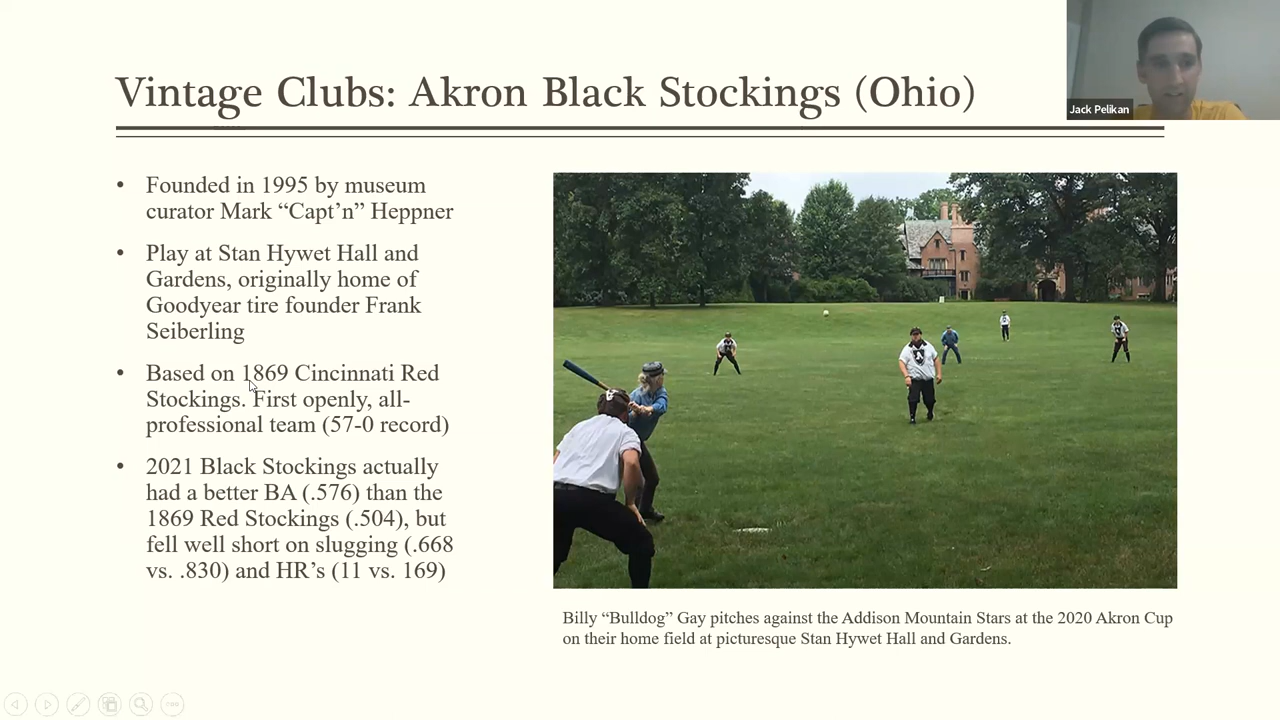 Vintage Clubs: Akron Black Stockings (Ohio)
Jack Pelikan
• Founded in 1995 by museum
curator Mark “Capt’n” Heppner
• Play at Stan Hywet Hall and
Gardens, originally home of
Goodyear tire founder Frank
Seiberling
• Based on 1869 Cincinnati Red
Stockings. First openly, all-
professional team (57-0 record)
• 2021 Black Stockings actually
had a better BA (.576) than the
1869 Red Stockings (.504), but
fell well short on slugging (.668
vs. .830) and HR’s (11 vs. 169)
Billy “Bulldog” Gay pitches against the Addison Mountain Stars at the 2020 Akron Cup
on their home field at picturesque Stan Hywet Hall and Gardens.